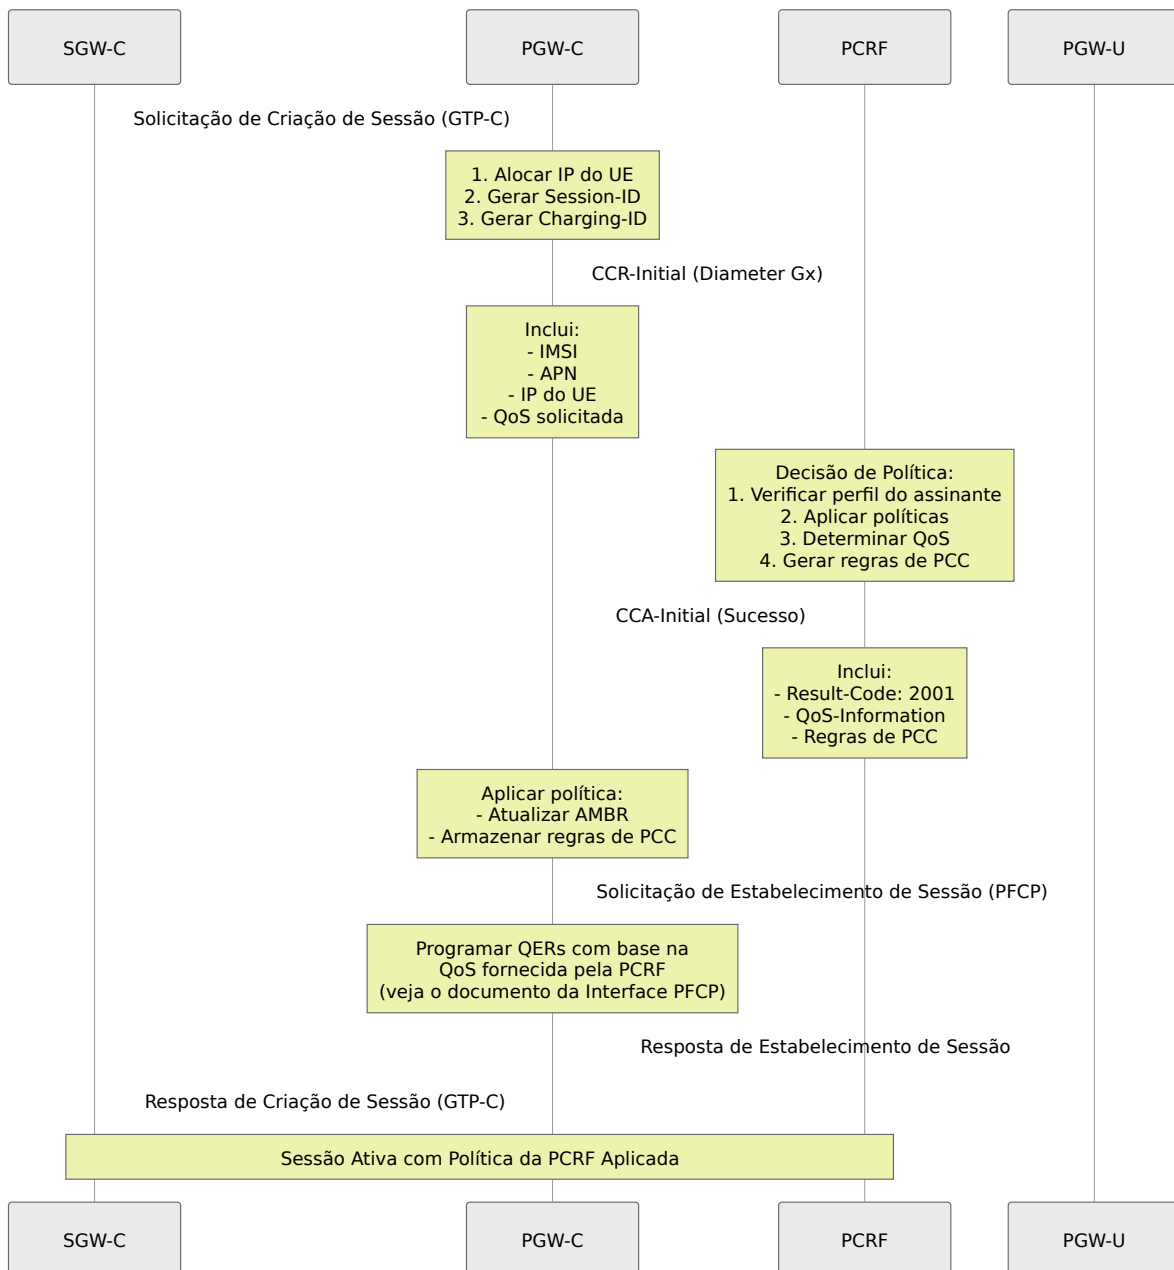 SGW-C
PGW-C
PCRF
PGW-U
Solicitação de Criação de Sessão (GTP-C)
1. Alocar IP do UE
2. Gerar Session-ID
3. Gerar Charging-ID
CCR-Initial (Diameter Gx)
Inclui:
- IMSI
- APN
- IP do UE
- QoS solicitada
Decisão de Política:
1. Verificar perfil do assinante
2. Aplicar políticas
3. Determinar QoS
4. Gerar regras de PCC
CCA-Initial (Sucesso)
Inclui:
- Result-Code: 2001
- QoS-Information
- Regras de PCC
Aplicar política:
- Atualizar AMBR
- Armazenar regras de PCC
Solicitação de Estabelecimento de Sessão (PFCP)
Programar QERs com base na
QoS fornecida pela PCRF
(veja o documento da Interface PFCP)
Resposta de Estabelecimento de Sessão
Resposta de Criação de Sessão (GTP-C)
Sessão Ativa com Política da PCRF Aplicada
SGW-C
PGW-C
PCRF
PGW-U